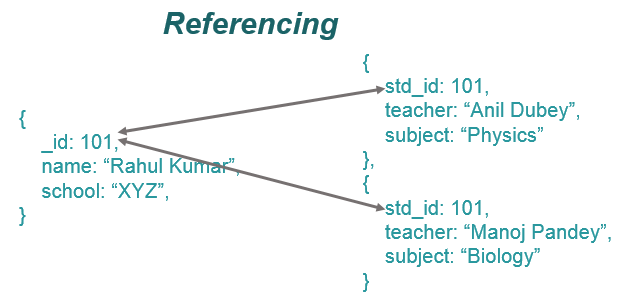 Referencing
{
_id: 101,
name: “Rahul Kumar”,
school: “XYZ”,
}
{
std_id: 101,
teacher: “Anil Dubey”,
subject: “Physics”
},
{
std_id: 101,
teacher: “Manoj Pandey”,
subject: “Biology”
}